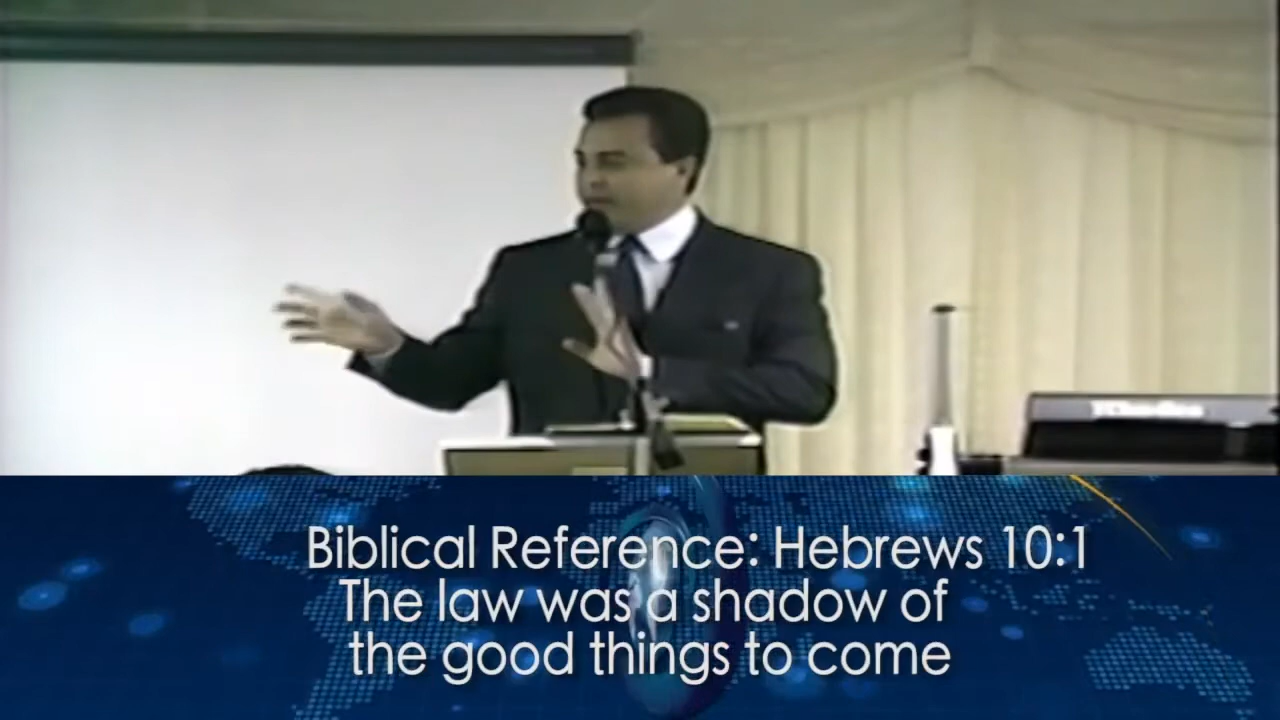 Biblical Reference: Hebrews 10:1
The law was a shadow of
the good things to come